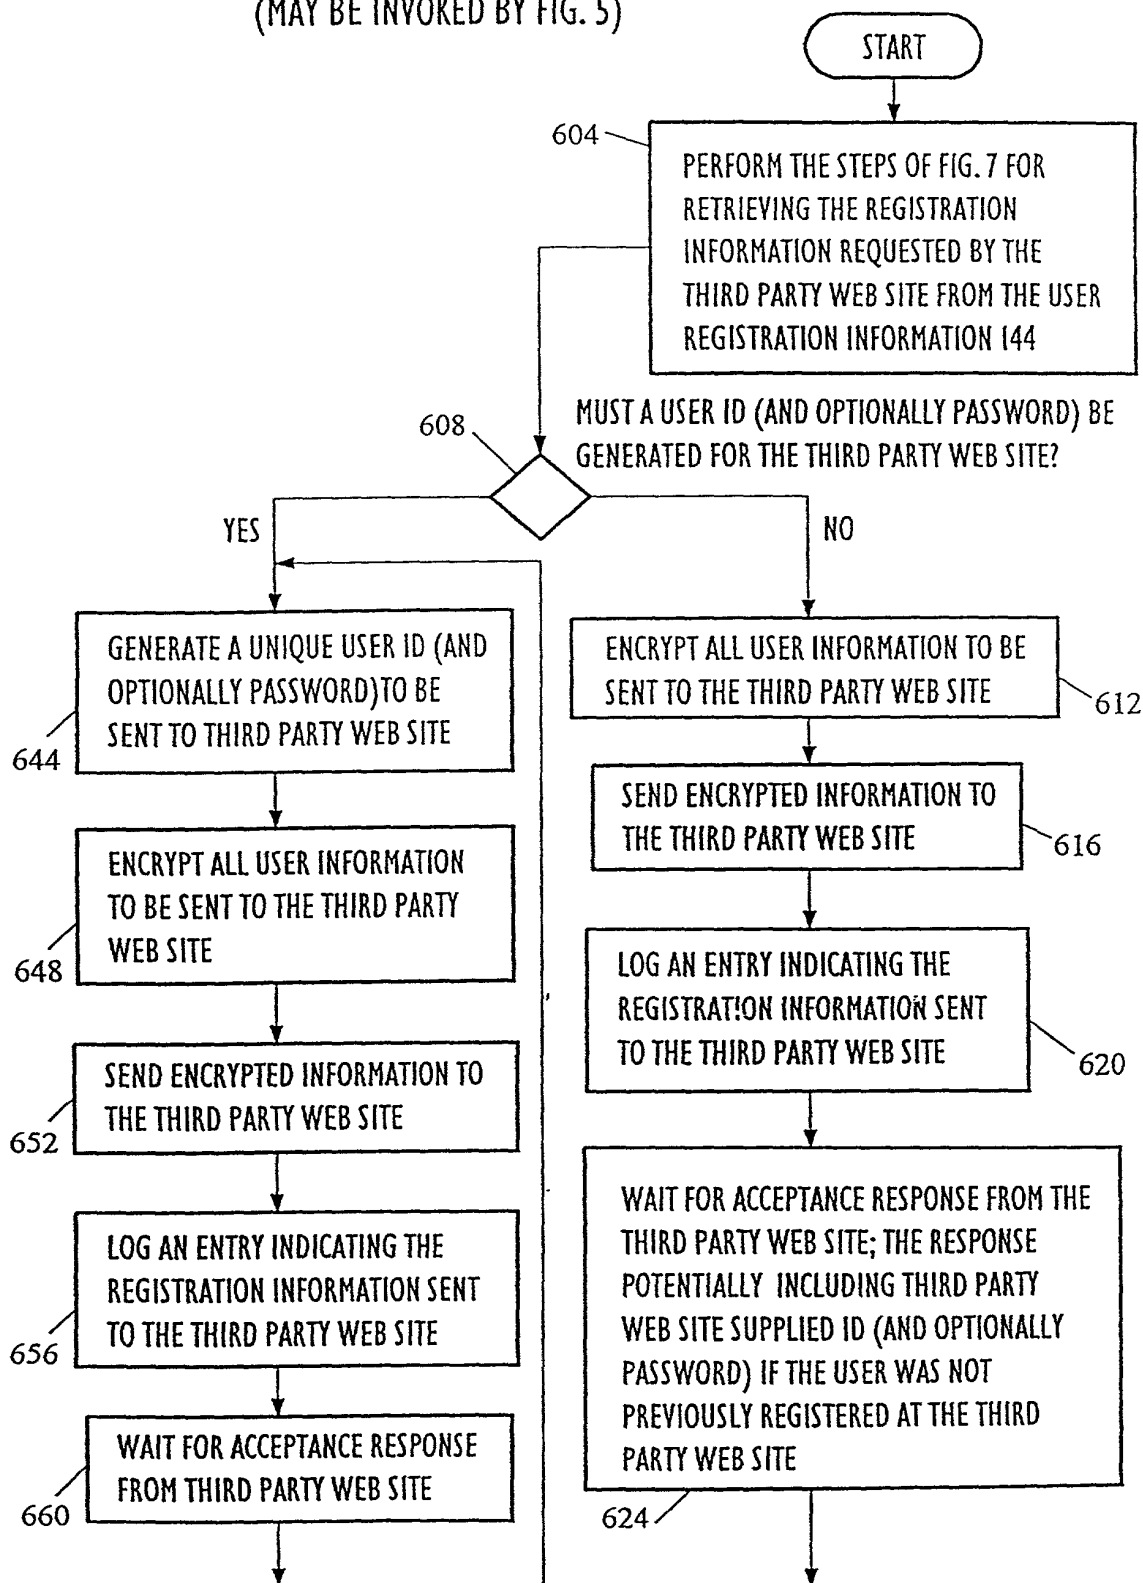 (MAY BE INVOKED BY FIG. 5)
START
604
PERFORM THE STEPS OF FIG. 7 FOR
RETRIEVING THE REGISTRATION
INFORMATION REQUESTED BY THE
THIRD PARTY WEB SITE FROM THE USER
REGISTRATION INFORMATION 144
608
MUST A USER ID (AND OPTIONALLY PASSWORD) BE
GENERATED FOR THE THIRD PARTY WEB SITE?
YES
NO
GENERATE A UNIQUE USER ID (AND
OPTIONALLY PASSWORD)TO BE
SENT TO THIRD PARTY WEB SITE
644
ENCRYPT ALL USER INFORMATION
TO BE SENT TO THE THIRD PARTY
WEB SITE
648
SEND ENCRYPTED INFORMATION TO
THE THIRD PARTY WEB SITE
652
LOG AN ENTRY INDICATING THE
REGISTRATION INFORMATION SENT
TO THE THIRD PARTY WEB SITE
656
WAIT FOR ACCEPTANCE RESPONSE
FROM THIRD PARTY WEB SITE
660
ENCRYPT ALL USER INFORMATION TO BE
SENT TO THE THIRD PARTY WEB SITE
612
SEND ENCRYPTED INFORMATION TO
THE THIRD PARTY WEB SITE
616
LOG AN ENTRY INDICATING THE
REGISTRATION INFORMATION SENT
TO THE THIRD PARTY WEB SITE
620
WAIT FOR ACCEPTANCE RESPONSE FROM THE
THIRD PARTY WEB SITE; THE RESPONSE
POTENTIALLY INCLUDING THIRD PARTY
WEB SITE SUPPLIED ID (AND OPTIONALLY
PASSWORD) IF THE USER WAS NOT
PREVIOUSLY REGISTERED AT THE THIRD
PARTY WEB SITE
624